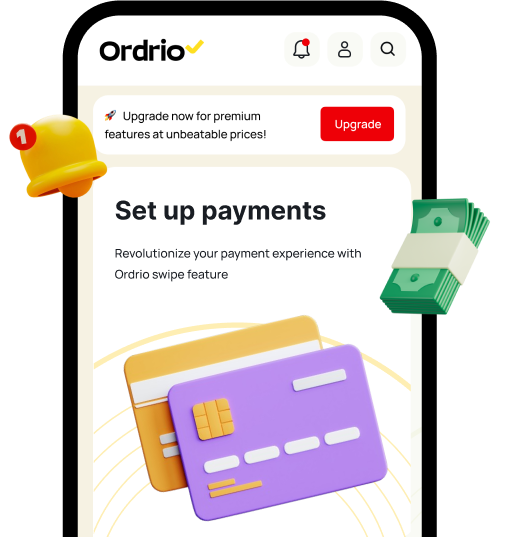 Ordrio
1
🚀 Upgrade now for premium
features at unbeatable prices!
Upgrade
Set up payments
Revolutionize your payment experience with
Ordrio swipe feature